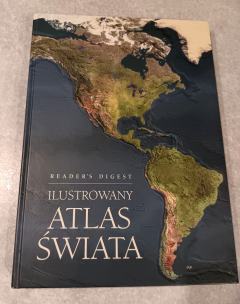 READER'S DIGEST
ILUSTROWANY
ATLAS
ŚWIATA